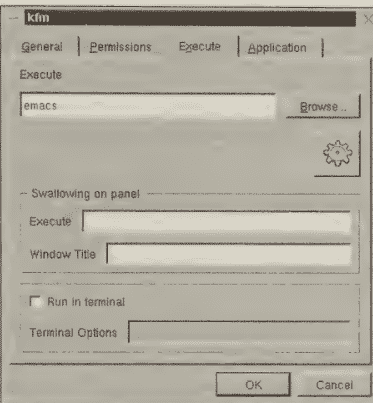 kfm
General Permissions Execute Application
Execute
emacs Browse...
Swallowing on panel
Execute
Window Title
Run in terminal
Terminal Options
OK Cancel